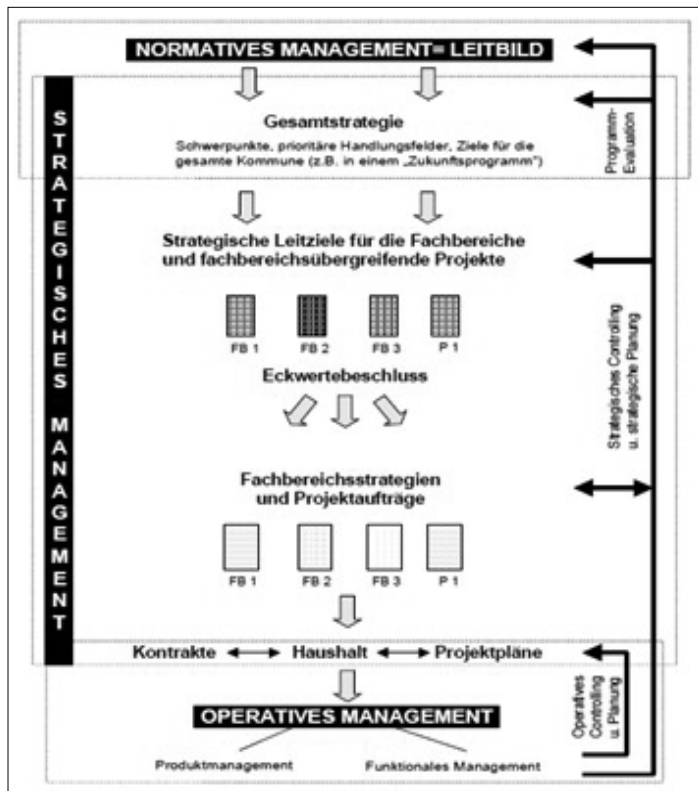 NORMATIVES MANAGEMENT= LEITBILD
STRATEGISCHES MANAGEMENT
Gesamtstrategie
Schwerpunkte, prioritäre Handlungsfelder, Ziele für die
gesamte Kommune (z.B. in einem „Zukunftsprogramm")
Programm-
Evaluation
Strategische Leitziele für die Fachbereiche
und fachbereichsübergreifende Projekte
FB 1
FB 2
FB 3
P 1
Eckwertebeschluss
Strategisches Controlling
u. strategische Planung
Fachbereichsstrategien
und Projektaufträge
FB 1
FB 2
FB 3
P 1
Kontrakte
Haushalt
Projektpläne
Operatives
Controlling
u. Planung
OPERATIVES MANAGEMENT
Produktmanagement
Funktionales Management